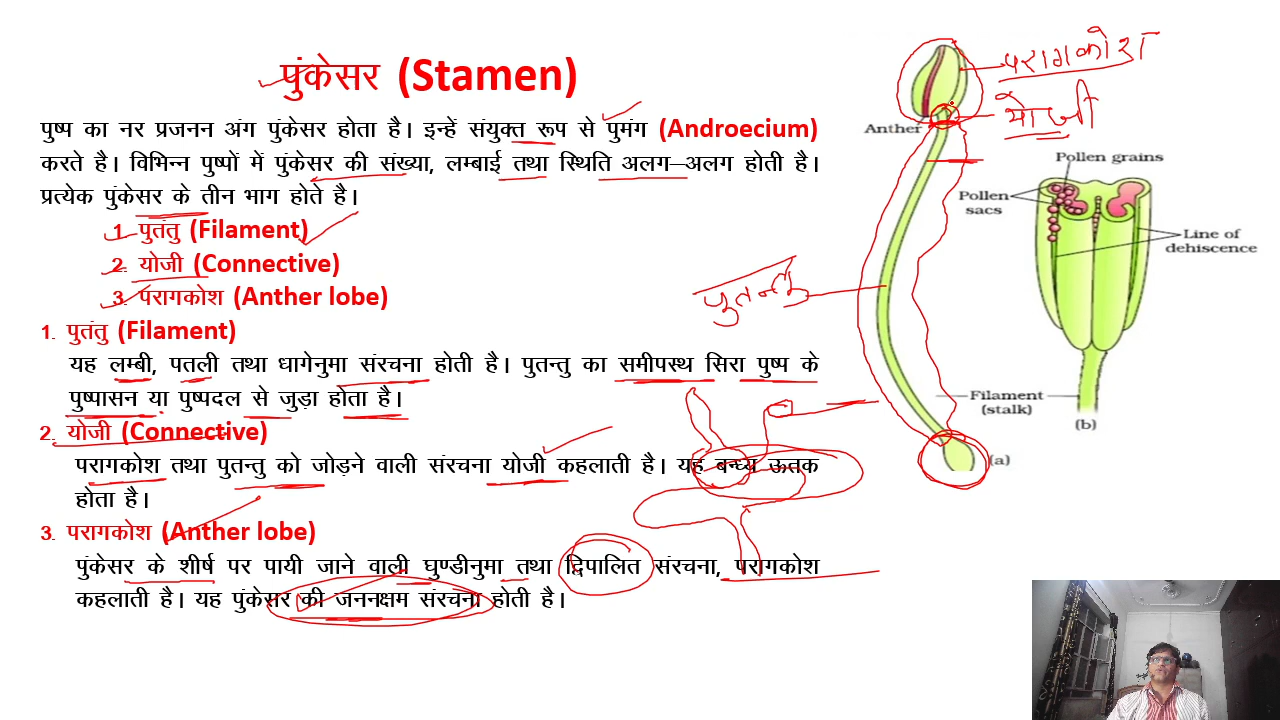 पुंकेसर (Stamen)
पुष्प का नर प्रजनन अंग पुंकेसर होता है। इन्हें संयुक्त रूप से पुमंग (Androecium)
करते है। विभिन्न पुष्पों में पुंकेसर की संख्या, लम्बाई तथा स्थिति अलग–अलग होती है।
प्रत्येक पुंकेसर के तीन भाग होते है।
1. पुतंतु (Filament)
2. योजी (Connective)
3. परागकोश (Anther lobe)
1. पुतंतु (Filament)
यह लम्बी, पतली तथा धागेनुमा संरचना होती है। पुतन्तु का समीपस्थ सिरा पुष्प के
पुष्पासन या पुष्पदल से जुड़ा होता है।
2. योजी (Connective)
परागकोश तथा पुतन्तु को जोड़ने वाली संरचना योजी कहलाती है। यह बन्ध्य ऊतक
होता है।
3. परागकोश (Anther lobe)
पुंकेसर के शीर्ष पर पायी जाने वाली घुण्डीनुमा तथा द्विपालित संरचना, परागकोश
कहलाती है। यह पुंकेसर की जननक्षम संरचना होती है।
परागकोश
योजी
Anther
पुतन्तु
Pollen grains
Pollen
sacs
Line of
dehiscence
Filament
(stalk)
(a)
(b)